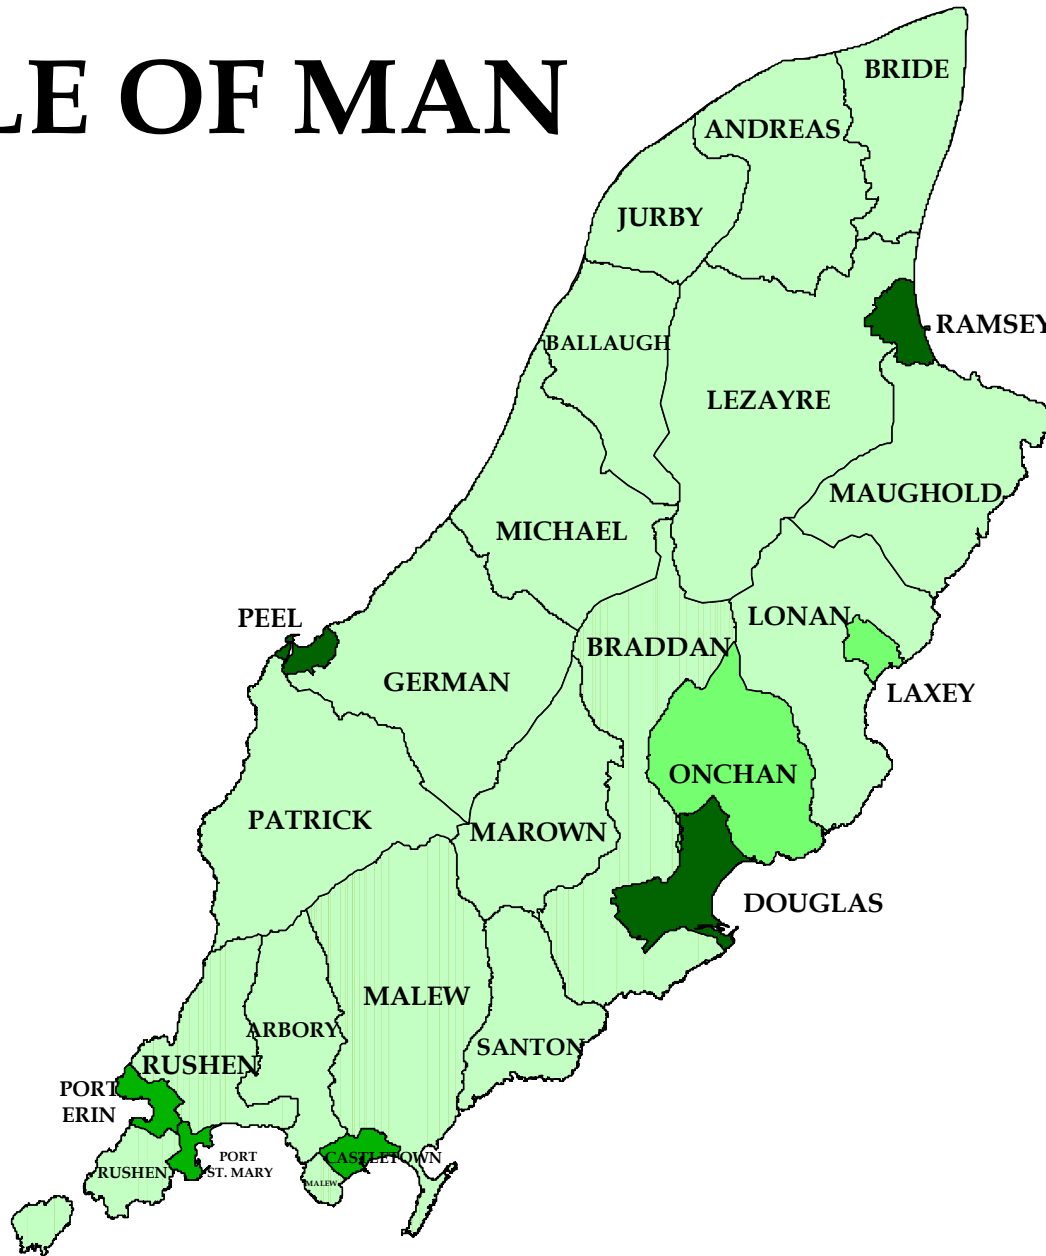 LE OF MAN
BRIDE
ANDREAS
JURBY
RAMSEY
BALLAUGH
LEZAYRE
MAUGHOLD
MICHAEL
PEEL
LONAN
BRADDAN
GERMAN
LAXEY
ONCHAN
PATRICK
MAROWN
DOUGLAS
MALEW
ARBORY
SANTON
RUSHEN
PORT
ERIN
PORT
ST. MARY
CASTLETOWN
RUSHEN
MALEW